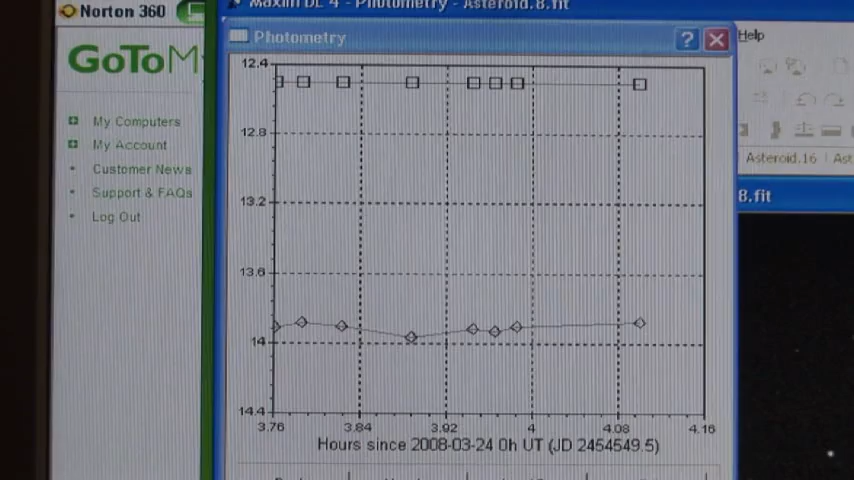 Norton 360
MaxIm DL 4 - Photometry - Asteroid.8.fit
GoToM
Photometry
Help
My Computers
My Account
Customer News
Support & FAQs
Log Out
Asteroid.16
Ast
8.fit
12.4
12.8
13.2
13.6
14
14.4
3.76
3.84
3.92
4
4.08
4.16
Hours since 2008-03-24 0h UT (JD 2454549.5)